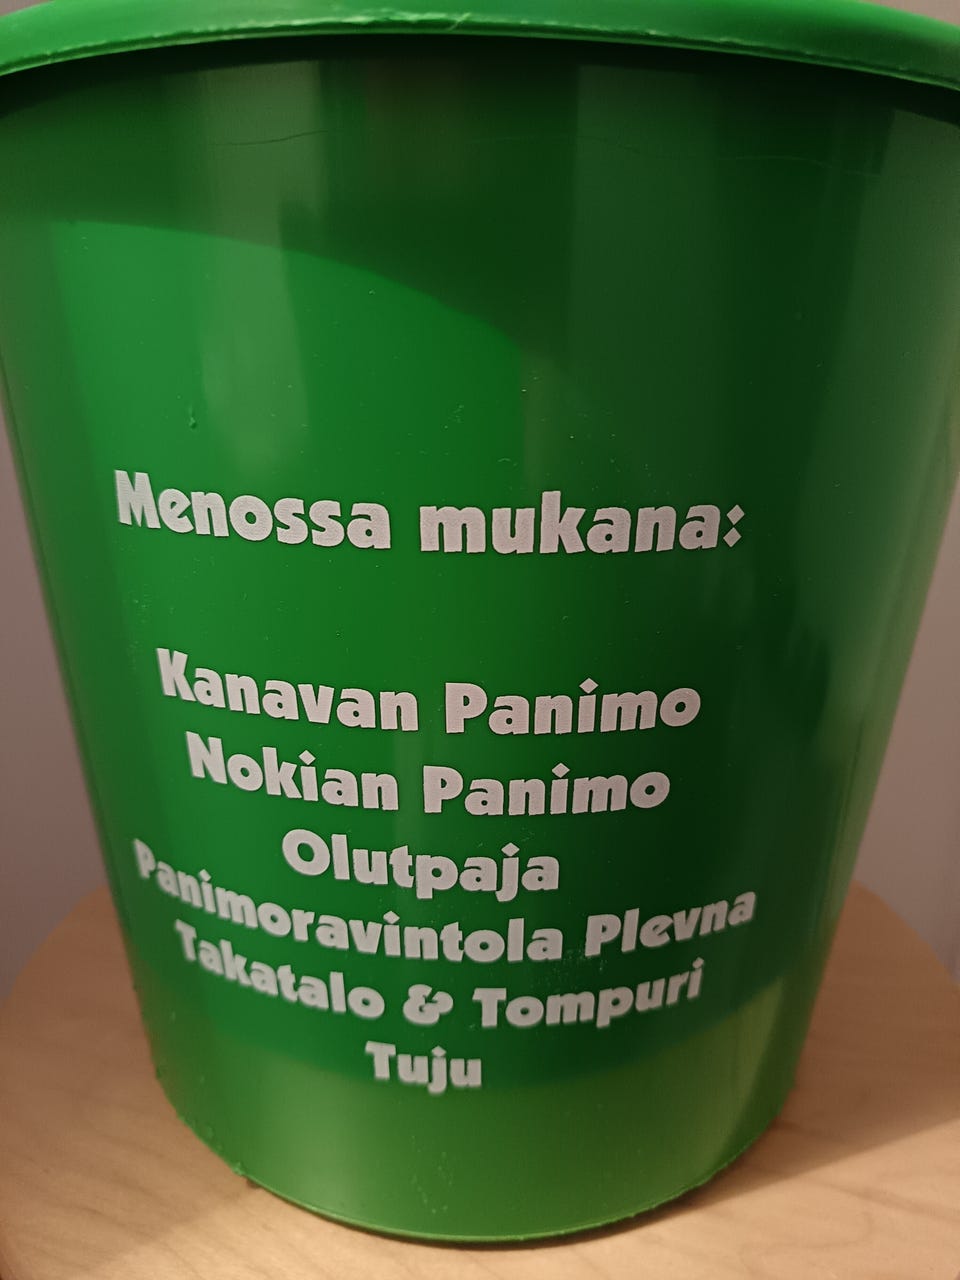 Menossa mukana:
Kanavan Panimo
Nokian Panimo
Olutpaja
Panimoravintola Plevna
Takatalo & Tompuri
Tuju